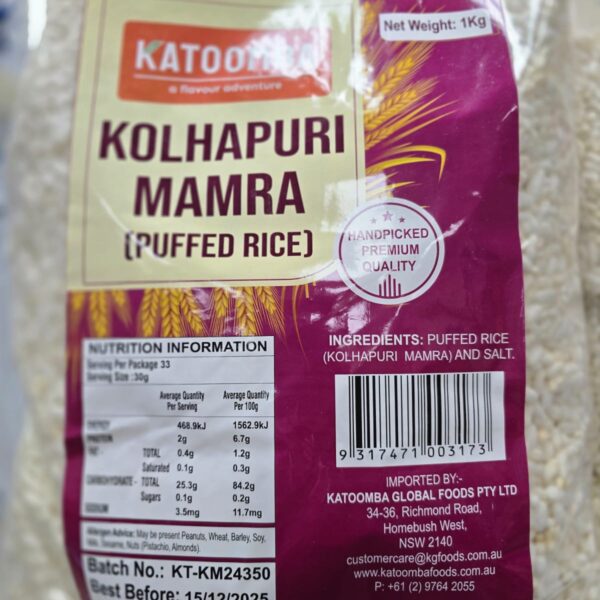 Net Weight: 1Kg
KATOOMBA
a flavour adventure
KOLHAPURI
MAMRA
(PUFFED RICE)
HANDPICKED
PREMIUM
QUALITY
INGREDIENTS: PUFFED RICE
(KOLHAPURI MAMRA) AND SALT.
NUTRITION INFORMATION
Serving Per Package 33
Serving Size :30g
Average Quantity Per Serving Average Quantity Per 100g
ENERGY 468.9kJ 1562.9kJ
PROTEIN 2g 6.7g
FAT - TOTAL 0.4g 1.2g
Saturated 0.1g 0.3g
CARBOHYDRATE - TOTAL 25.3g 84.2g
Sugars 0.1g 0.2g
SODIUM 3.5mg 11.7mg
Allergen Advice: May be present Peanuts, Wheat, Barley, Soy,
Sesame, Nuts (Pistachio, Almonds).
Batch No.: KT-KM24350
Best Before: 15/12/2025
9 317471 003173
IMPORTED BY:-
KATOOMBA GLOBAL FOODS PTY LTD
34-36, Richmond Road,
Homebush West,
NSW 2140
customercare@kgfoods.com.au
www.katoombafoods.com.au
P: +61 (2) 9764 2055